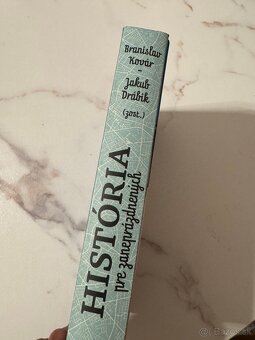 Branislav
Kovár
–
Jakub
Drábik
(zost.)
HISTÓRIA
pre zaneprázdnených